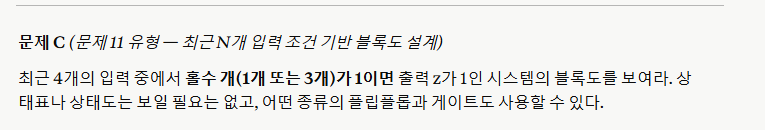 문제 C (문제 11 유형 — 최근 N개 입력 조건 기반 블록도 설계)
최근 4개의 입력 중에서 홀수 개(1개 또는 3개)가 1이면 출력 z가 1인 시스템의 블록도를 보여라. 상
태표나 상태도는 보일 필요는 없고, 어떤 종류의 플립플롭과 게이트도 사용할 수 있다.